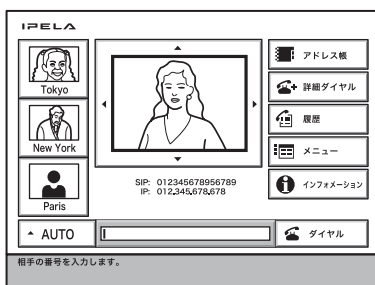 IPELA
Tokyo
New York
Paris
SIP: 012345678956789
IP: 012.345.678.678
アドレス帳
詳細ダイヤル
履歴
メニュー
インフォメーション
AUTO
ダイヤル
相手の番号を入力します。